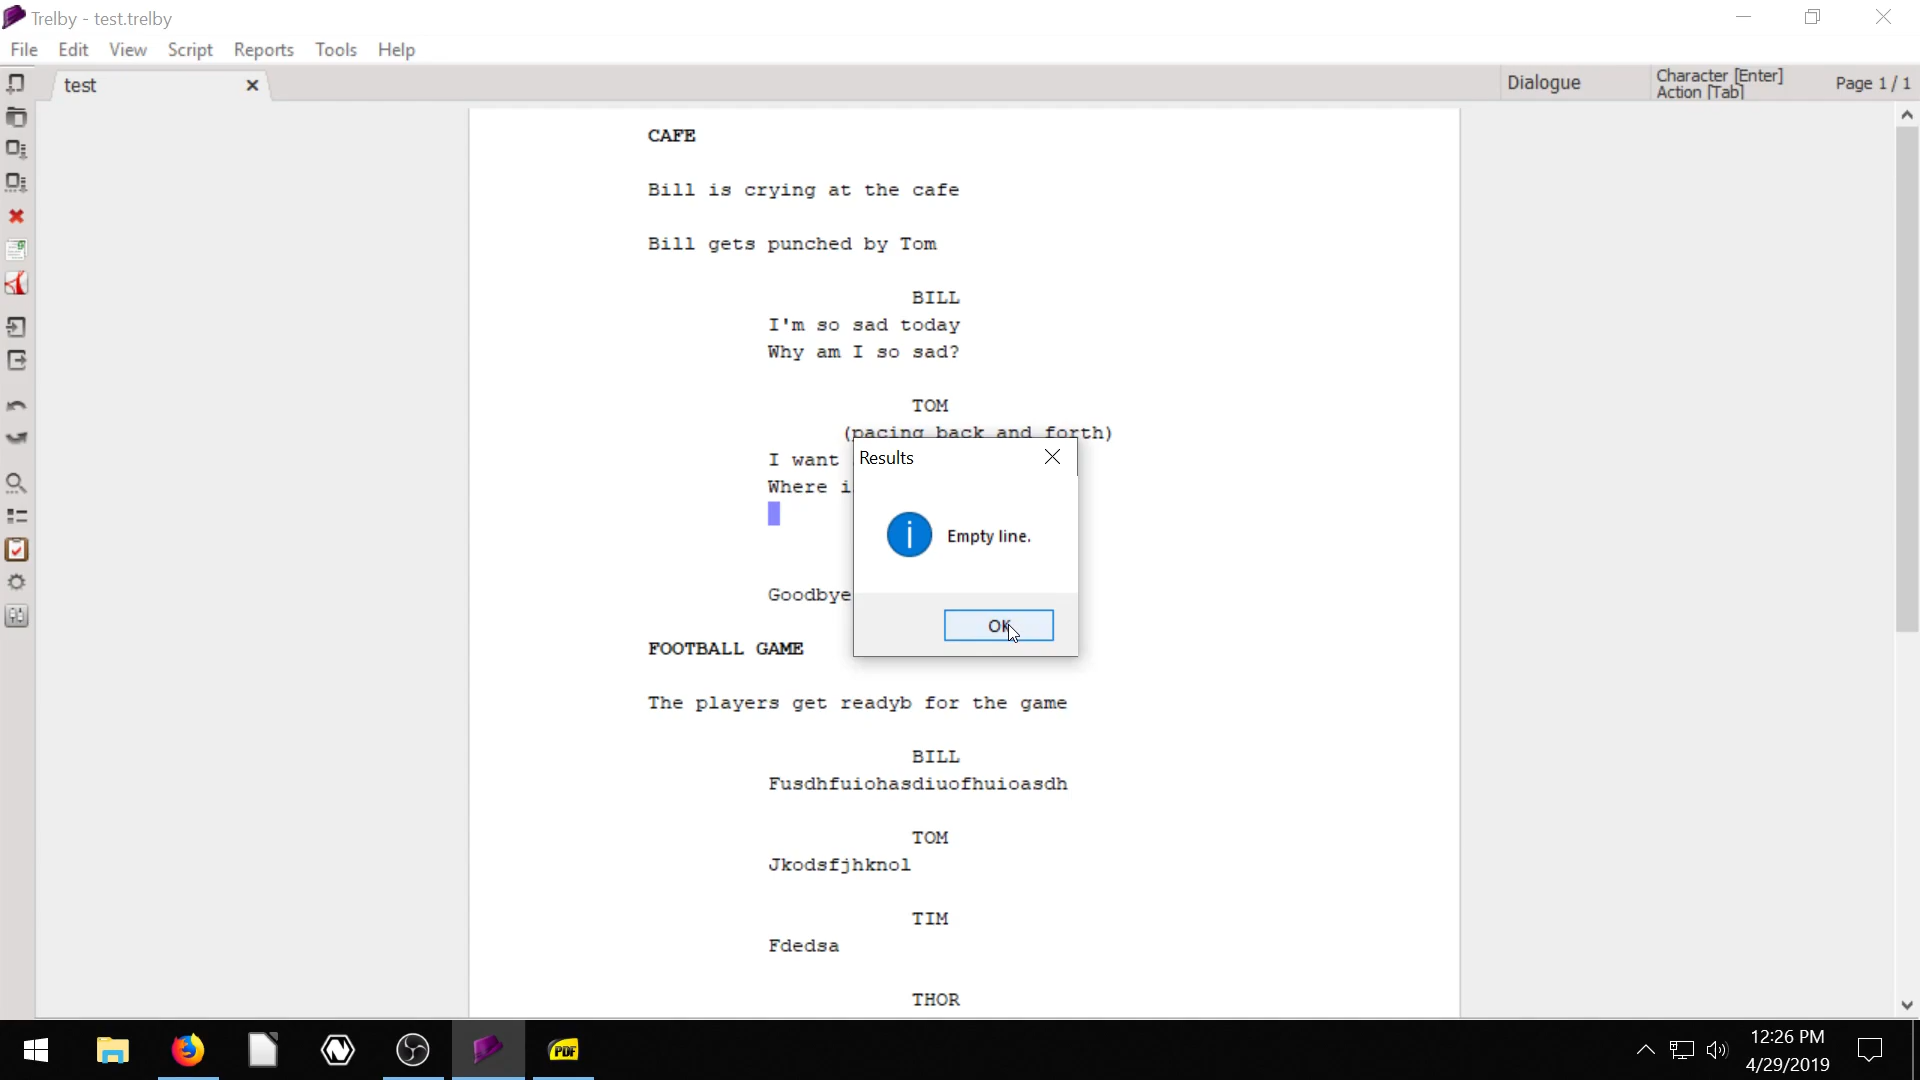 Trelby - test.trelby
File Edit View Script Reports Tools Help
test
Dialogue
Character [Enter]
Action [Tab]
Page 1 / 1
CAFE
Bill is crying at the cafe
Bill gets punched by Tom
BILL
I'm so sad today
Why am I so sad?
TOM
(pacing back and forth)
I want
Where i
Results
Empty line.
OK
Goodbye
FOOTBALL GAME
The players get readyb for the game
BILL
Fusdhfuiohasdiuofhuioasdh
TOM
Jkodsfjhknol
TIM
Fdedsa
THOR
PDF
12:26 PM
4/29/2019